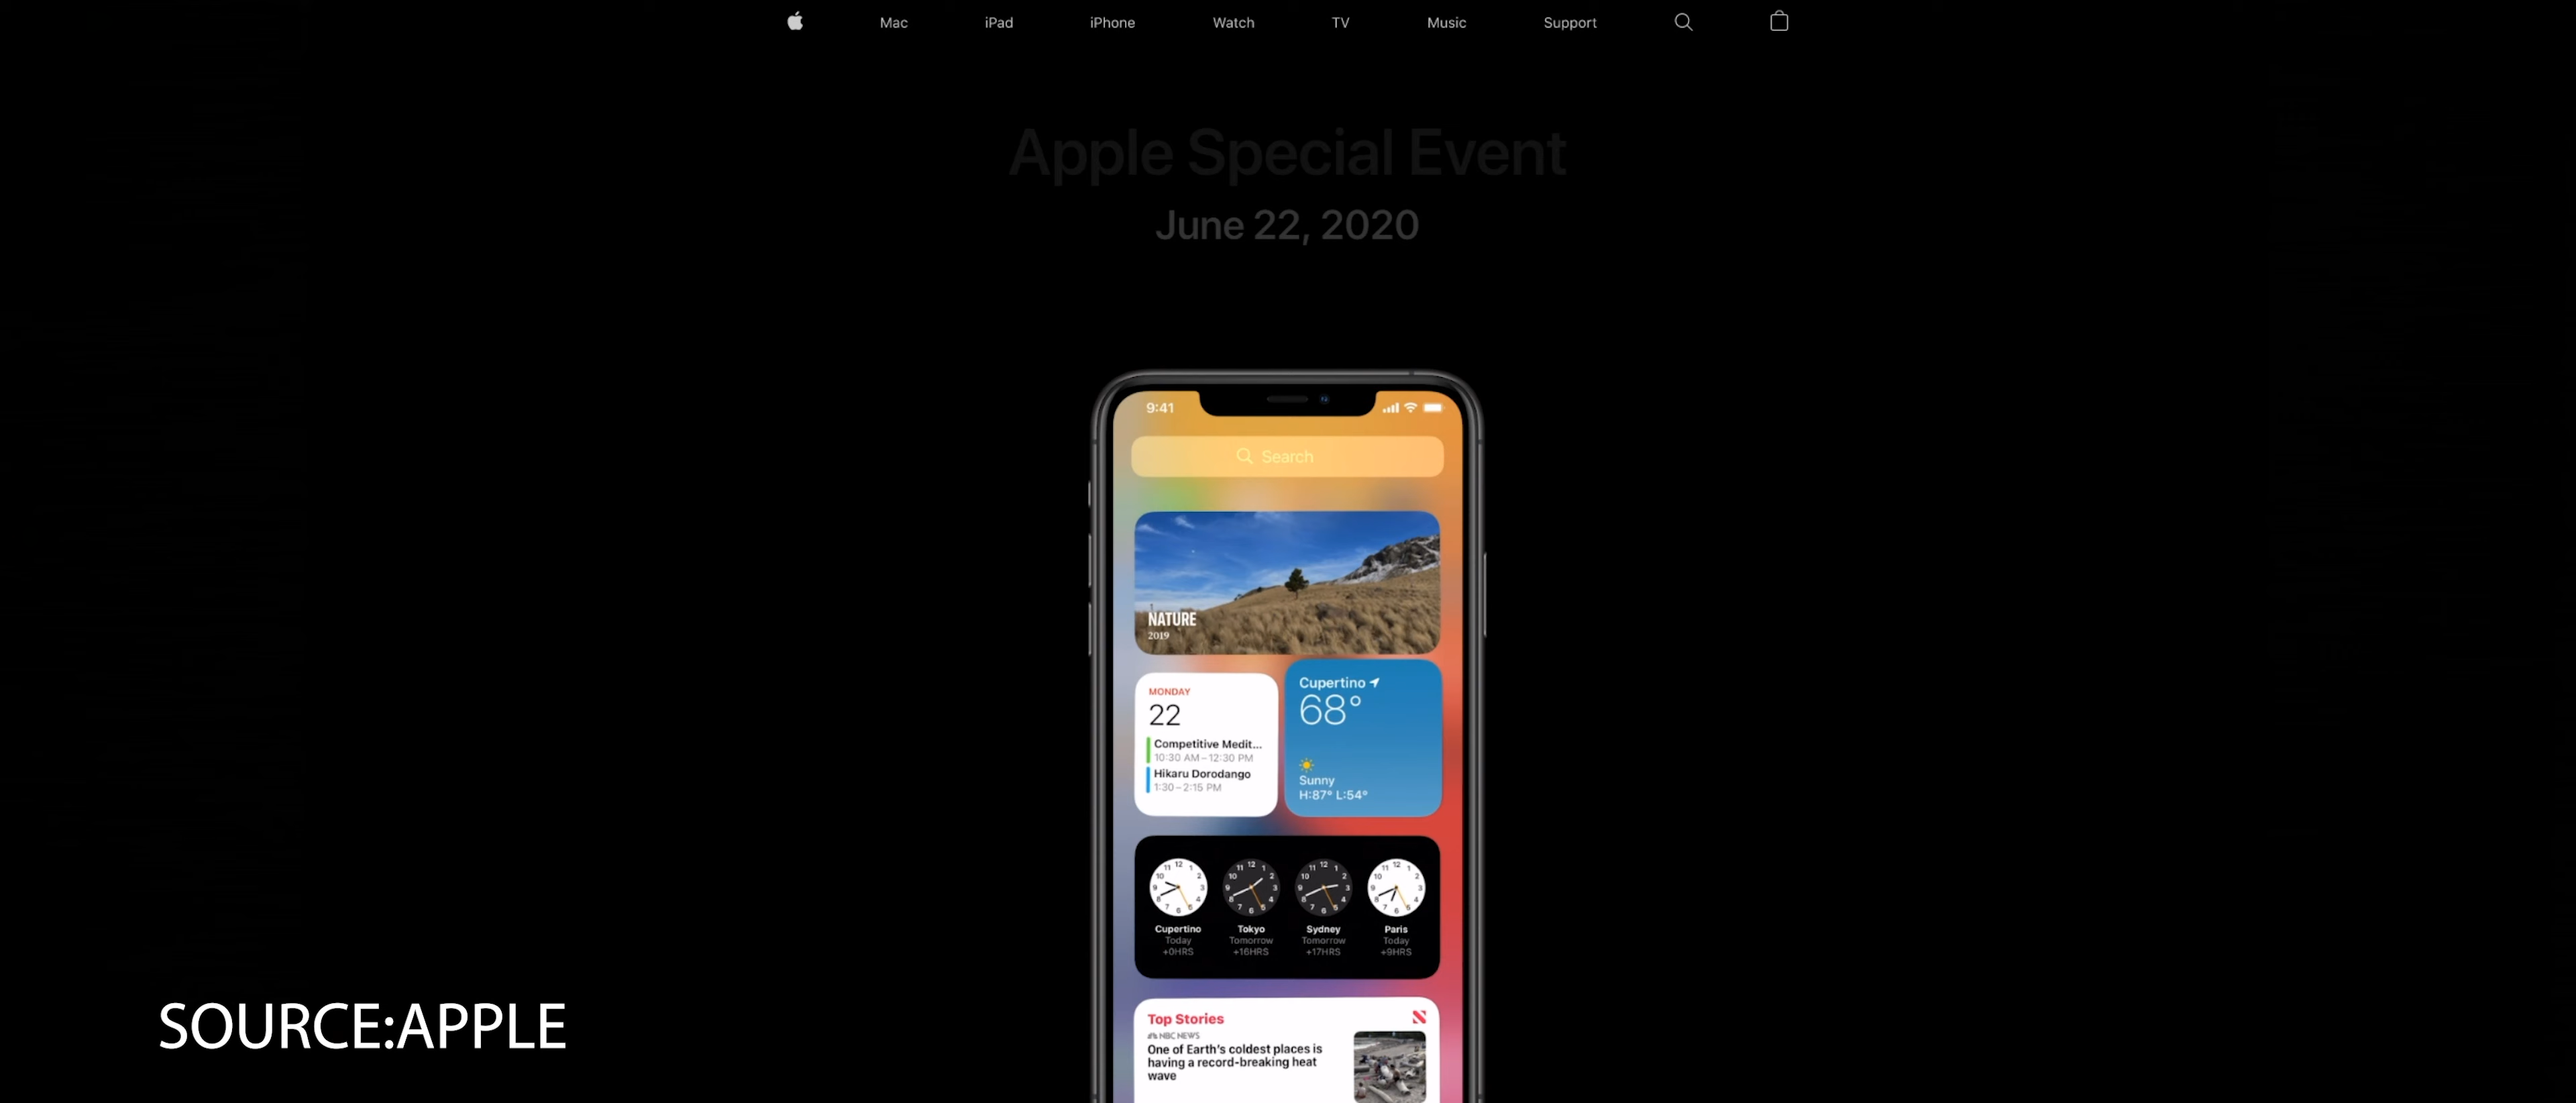 Mac iPad iPhone Watch TV Music Support
Apple Special Event
June 22, 2020
9:41
Search
NATURE
2019
MONDAY
22
Competitive Medit...
10:30 AM – 12:30 PM
Hikaru Dorodango
1:30 – 2:15 PM
Cupertino
68°
Sunny
H:87° L:54°
Cupertino Tokyo Sydney Paris
Today Tomorrow Tomorrow Today
+0HRS +16HRS +17HRS +9HRS
Top Stories
NBC NEWS
One of Earth's coldest places is
having a record-breaking heat
wave
SOURCE:APPLE